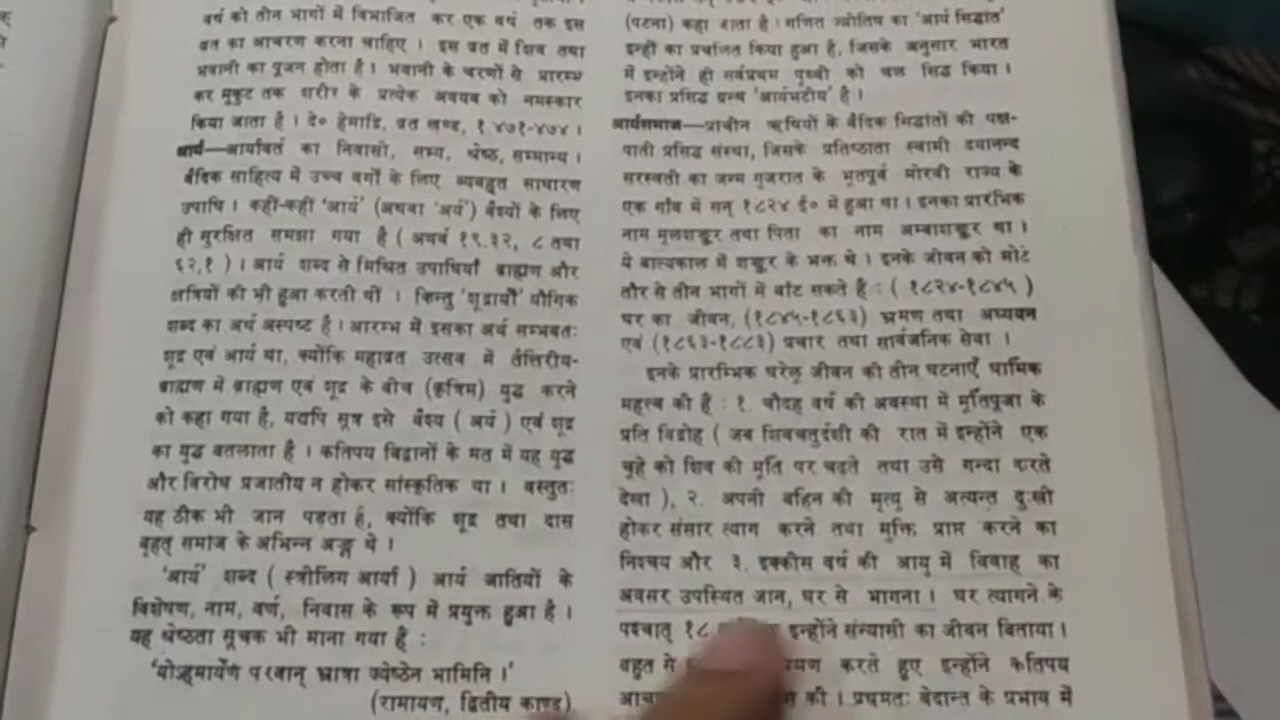 वर्ष को तीन भागों में विभाजित कर एक वर्ष तक इस
व्रत का आचरण करना चाहिए । इस व्रत में शिव तथा
भवानी का पूजन होता है । भवानी के चरणों से प्रारम्भ
कर मुकुट तक शरीर के प्रत्येक अवयव को नमस्कार
किया जाता है । दे० हेमाद्रि, व्रत खण्ड, १.४७१-४७४ ।
आर्य—आर्यावर्त का निवासी, सभ्य, श्रेष्ठ, सम्मान्य ।
वैदिक साहित्य में उच्च वर्गों के लिए व्यवहृत साधारण
उपाधि । कहीं-कहीं 'आर्य' (अथवा 'अर्य') वैश्यों के लिए
ही सुरक्षित समझा गया है ( अथर्व १९.३२, ८ तथा
६२,१ ) । आर्य शब्द से मिश्रित उपाधियाँ ब्राह्मण और
क्षत्रियों की भी हुआ करती थीं । किन्तु 'शूद्रार्यौ' यौगिक
शब्द का अर्थ अस्पष्ट है । आरम्भ में इसका अर्थ सम्भवतः
शूद्र एवं आर्य था, क्योंकि महाव्रत उत्सव में तैत्तिरीय-
ब्राह्मण में ब्राह्मण एवं शूद्र के बीच (कृत्रिम) युद्ध करने
को कहा गया है, यद्यपि सूत्र इसे वैश्य ( अर्य ) एवं शूद्र
का युद्ध बतलाता है । कतिपय विद्वानों के मत में यह युद्ध
और विरोध प्रजातीय न होकर सांस्कृतिक था । वस्तुतः
यह ठीक भी जान पड़ता है, क्योंकि शूद्र तथा दास
बृहत् समाज के अभिन्न अङ्ग थे ।
'आर्य' शब्द ( स्त्रीलिंग आर्या ) आर्य जातियों के
विशेषण, नाम, वर्ण, निवास के रूप में प्रयुक्त हुआ है ।
यह श्रेष्ठता सूचक भी माना गया है :
'योऽहमार्येण परवान् भ्रात्रा ज्येष्ठेन भामिनि ।'
(रामायण, द्वितीय काण्ड)
(पटना) कहा जाता है । गणित ज्योतिष का 'आर्य सिद्धांत'
इन्हीं का प्रचलित किया हुआ है, जिसके अनुसार भारत
में इन्होंने ही सर्वप्रथम पृथ्वी को चल सिद्ध किया ।
इनका प्रसिद्ध ग्रन्थ 'आर्यभटीय' है ।
आर्यसमाज—प्राचीन ऋषियों के वैदिक सिद्धांतों की पक्ष-
पाती प्रसिद्ध संस्था, जिसके प्रतिष्ठाता स्वामी दयानन्द
सरस्वती का जन्म गुजरात के भूतपूर्व मोरवी राज्य के
एक गाँव में सन् १८२४ ई० में हुआ था । इनका प्रारंभिक
नाम मूलशङ्कर तथा पिता का नाम अम्बाशङ्कर था ।
ये बाल्यकाल में शङ्कर के भक्त थे । इनके जीवन को मोटे
तौर से तीन भागों में बाँट सकते हैं : ( १८२४-१८४५ )
घर का जीवन, (१८४५-१८६३) भ्रमण तथा अध्ययन
एवं (१८६३-१८८३) प्रचार तथा सार्वजनिक सेवा ।
इनके प्रारम्भिक घरेलू जीवन की तीन घटनाएँ धार्मिक
महत्त्व की हैं : १. चौदह वर्ष की अवस्था में मूर्तिपूजा के
प्रति विद्रोह ( जब शिवचतुर्दशी की रात में इन्होंने एक
चूहे को शिव की मूर्ति पर चढ़ते तथा उसे गन्दा करते
देखा ), २. अपनी बहिन की मृत्यु से अत्यन्त दुःखी
होकर संसार त्याग करने तथा मुक्ति प्राप्त करने का
निश्चय और ३. इक्कीस वर्ष की आयु में विवाह का
अवसर उपस्थित जान, घर से भागना । घर त्यागने के
पश्चात् १८ इन्होंने संन्यासी का जीवन बिताया ।
बहुत से करते हुए इन्होंने कतिपय
की । प्रथमतः वेदान्त के प्रभाव में